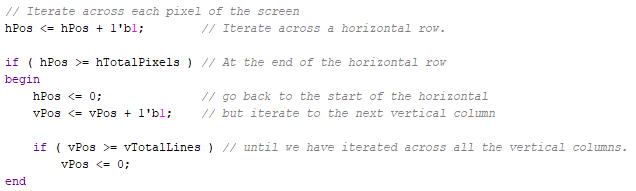 // Iterate across each pixel of the screen
hPos <= hPos + 1'b1;        // Iterate across a horizontal row.
if ( hPos >= hTotalPixels ) // At the end of the horizontal row
begin
    hPos <= 0;              // go back to the start of the horizontal
    vPos <= vPos + 1'b1;    // but iterate to the next vertical column
    if ( vPos >= vTotalLines ) // until we have iterated across all the vertical columns.
        vPos <= 0;
end